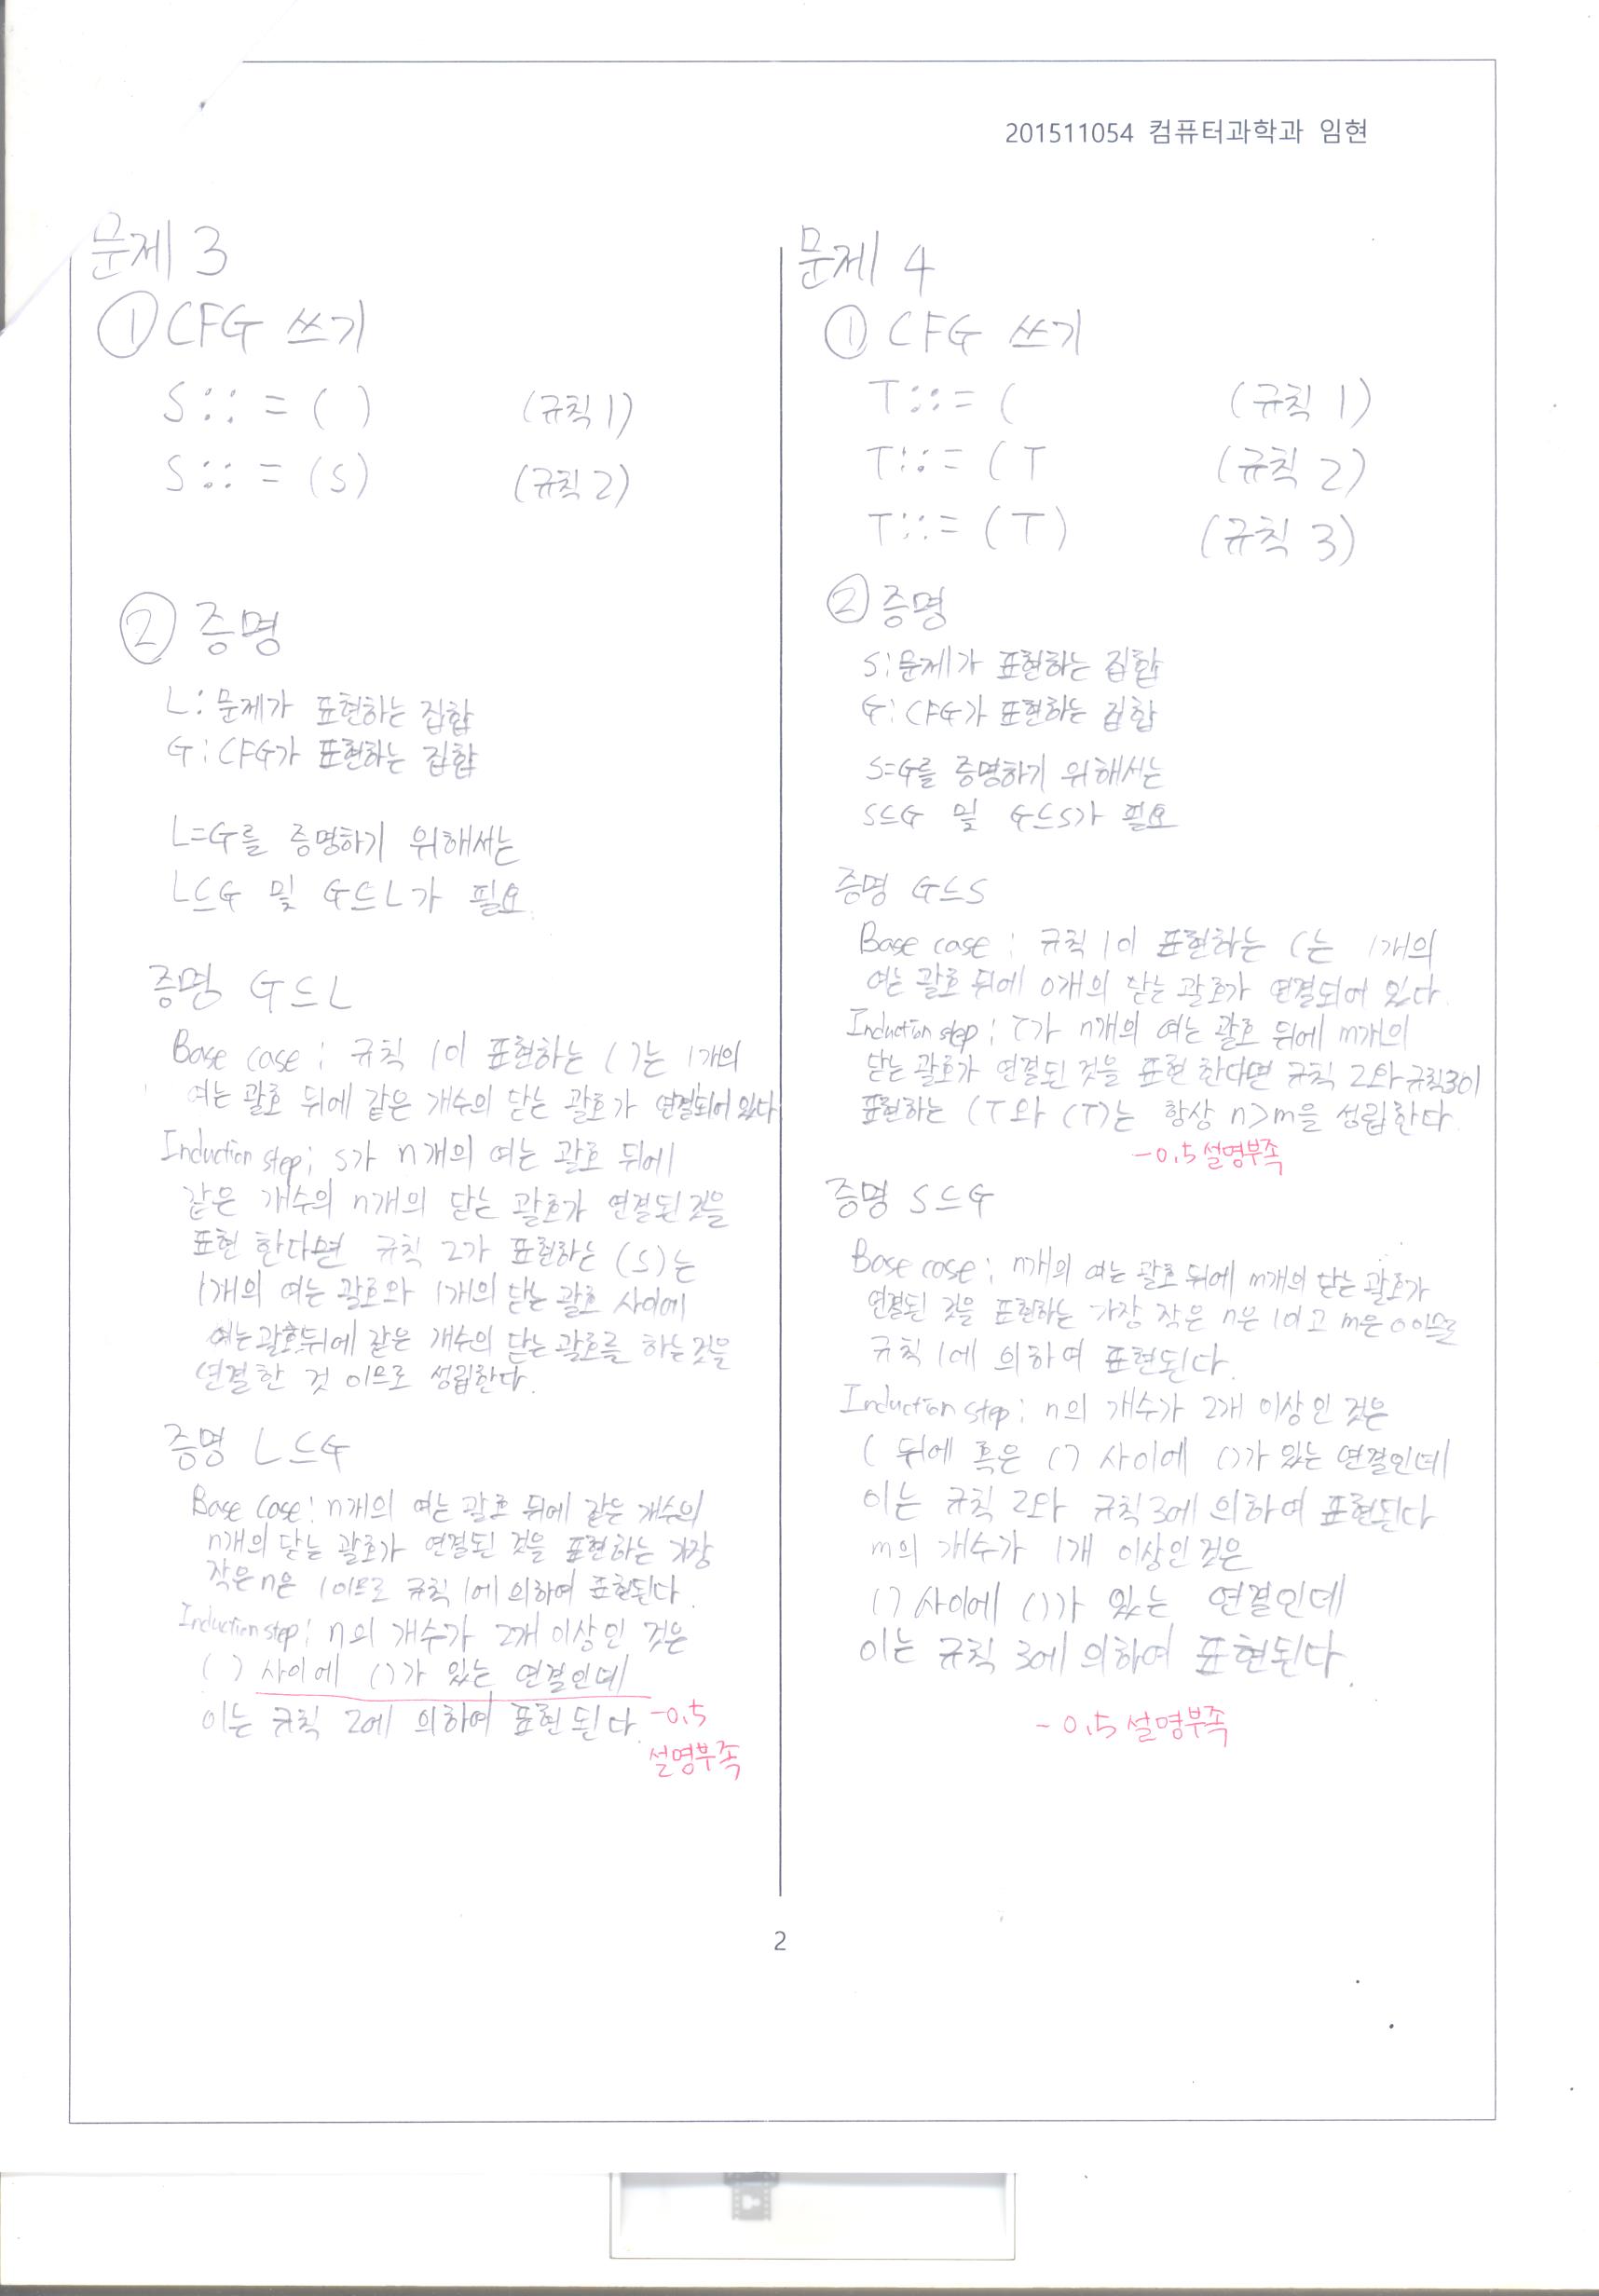 201511054 컴퓨터과학과 임현
문제 3
① CFG 쓰기
S::=( ) (규칙1)
S::=(S) (규칙2)
② 증명
L: 문제가 표현하는 집합
G: CFG가 표현하는 집합
L=G를 증명하기 위해서는
L⊆G 및 G⊆L가 필요.
증명 G⊆L
Base case: 규칙 1이 표현하는 ( )는 1개의
여는 괄호 뒤에 같은 개수의 닫는 괄호가 연결되어 있다
Induction step: S가 n개의 여는 괄호 뒤에
같은 개수의 n개의 닫는 괄호가 연결된 것을
표현 한다면 규칙 2가 표현하는 (S)는
1개의 여는 괄호와 1개의 닫는 괄호 사이에
여는괄호뒤에 같은 개수의 닫는괄호를 하는것을
연결한 것 이므로 성립한다.
증명 L⊆G
Base case: n개의 여는 괄호 뒤에 같은 개수의
n개의 닫는 괄호가 연결된 것을 표현하는 가장
작은 n은 1이므로 규칙 1에 의하여 표현된다.
Induction step: n의 개수가 2개 이상인 것은
( ) 사이에 ()가 있는 연결인데
이는 규칙 2에 의하여 표현된다. -0.5
설명부족
문제 4
① CFG 쓰기
T::=( (규칙 1)
T::=(T (규칙 2)
T::=(T) (규칙 3)
② 증명
S: 문제가 표현하는 집합
G: CFG가 표현하는 집합
S=G를 증명하기 위해서는
S⊆G 및 G⊆S가 필요
증명 G⊆S
Base case: 규칙 1이 표현하는 (는 1개의
여는 괄호 뒤에 0개의 닫는 괄호가 연결되어 있다.
Induction step: T가 n개의 여는 괄호 뒤에 m개의
닫는 괄호가 연결된 것을 표현 한다면 규칙 2와 규칙3이
표현하는 (T와 (T)는 항상 n>m을 성립한다.
-0.5 설명부족
증명 S⊆G
Base case: n개의 여는 괄호 뒤에 m개의 닫는 괄호가
연결된 것을 표현하는 가장 작은 n은 1이고 m은 0이므로
규칙 1에 의하여 표현된다.
Induction step: n의 개수가 2개 이상인 것은
( 뒤에 혹은 () 사이에 ()가 있는 연결인데
이는 규칙 2와 규칙3에 의하여 표현된다
m의 개수가 1개 이상인 것은
() 사이에 ()가 있는 연결인데
이는 규칙 3에 의하여 표현된다.
-0.5 설명부족
2